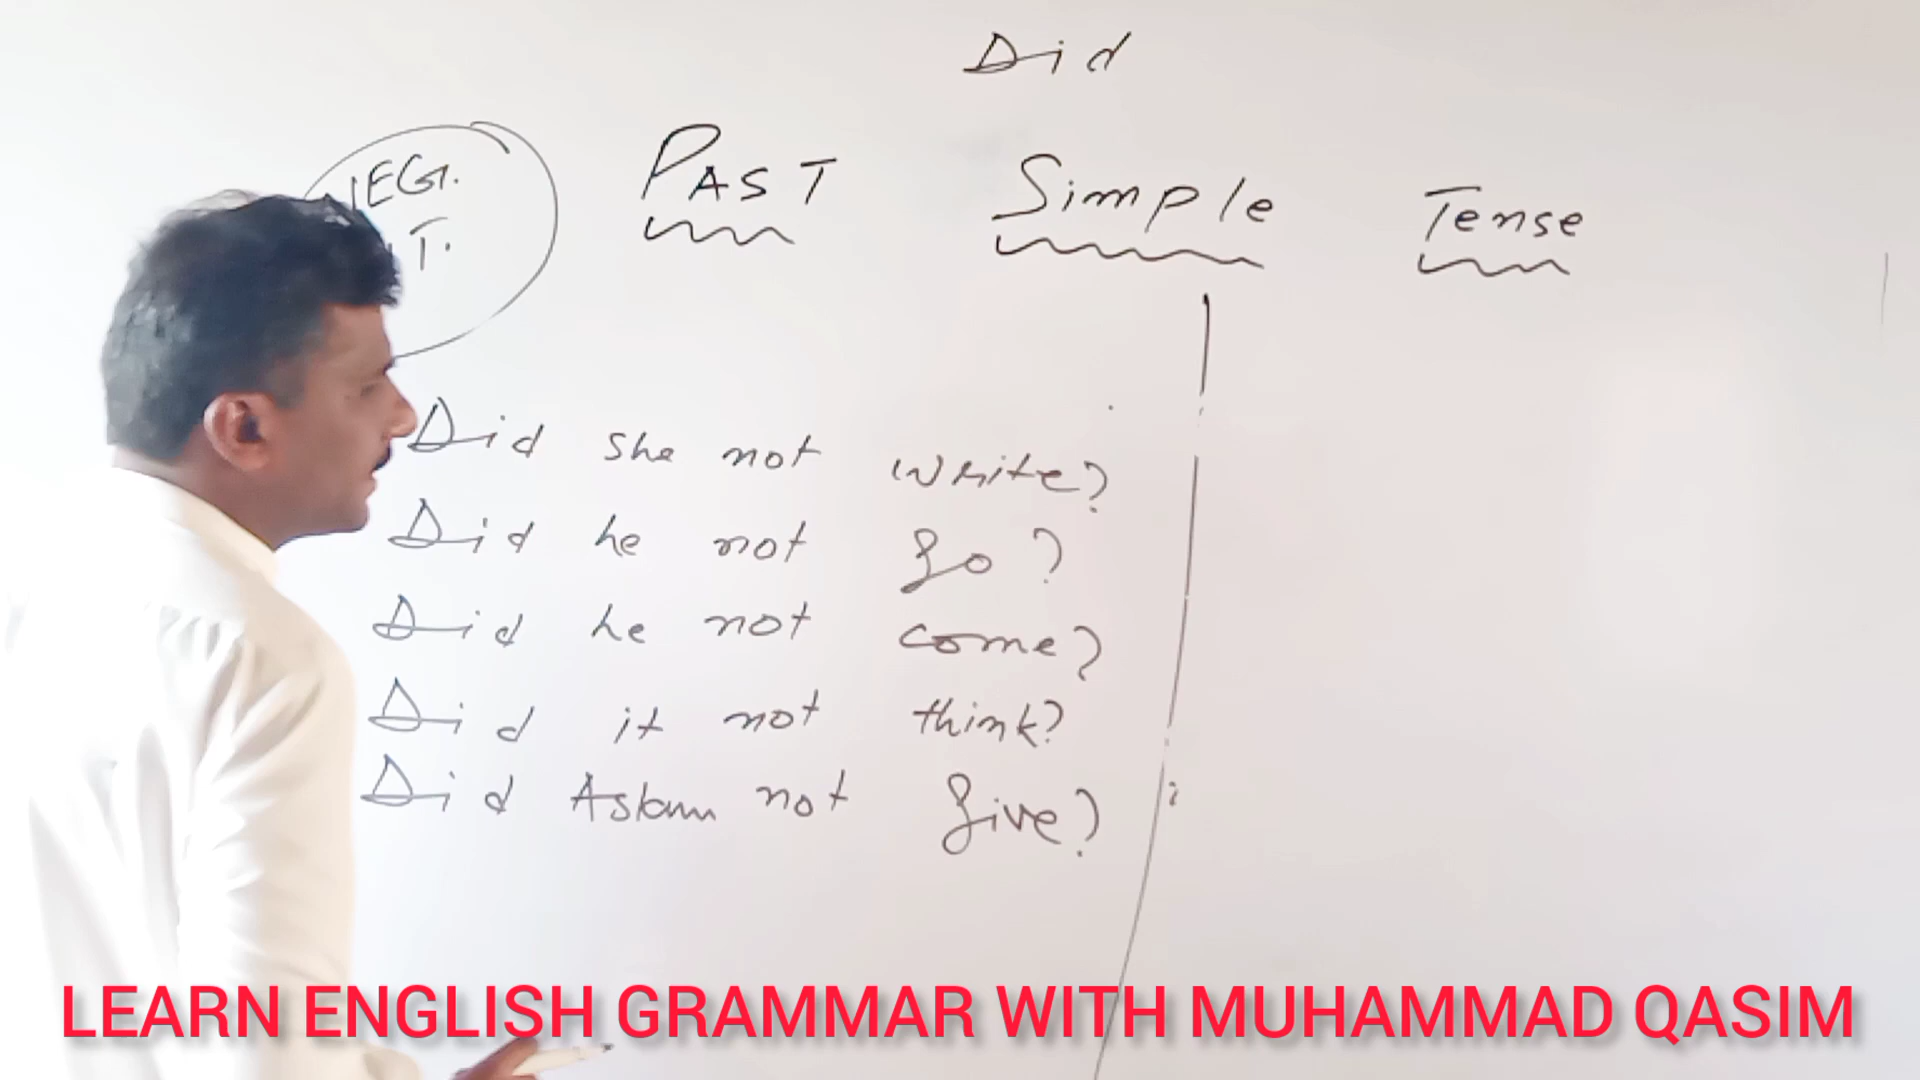 Did
NEG.
T.
PAST Simple Tense
Did she not write?
Did he not go?
Did he not come?
Did it not think?
Did Aslam not give?
LEARN ENGLISH GRAMMAR WITH MUHAMMAD QASIM